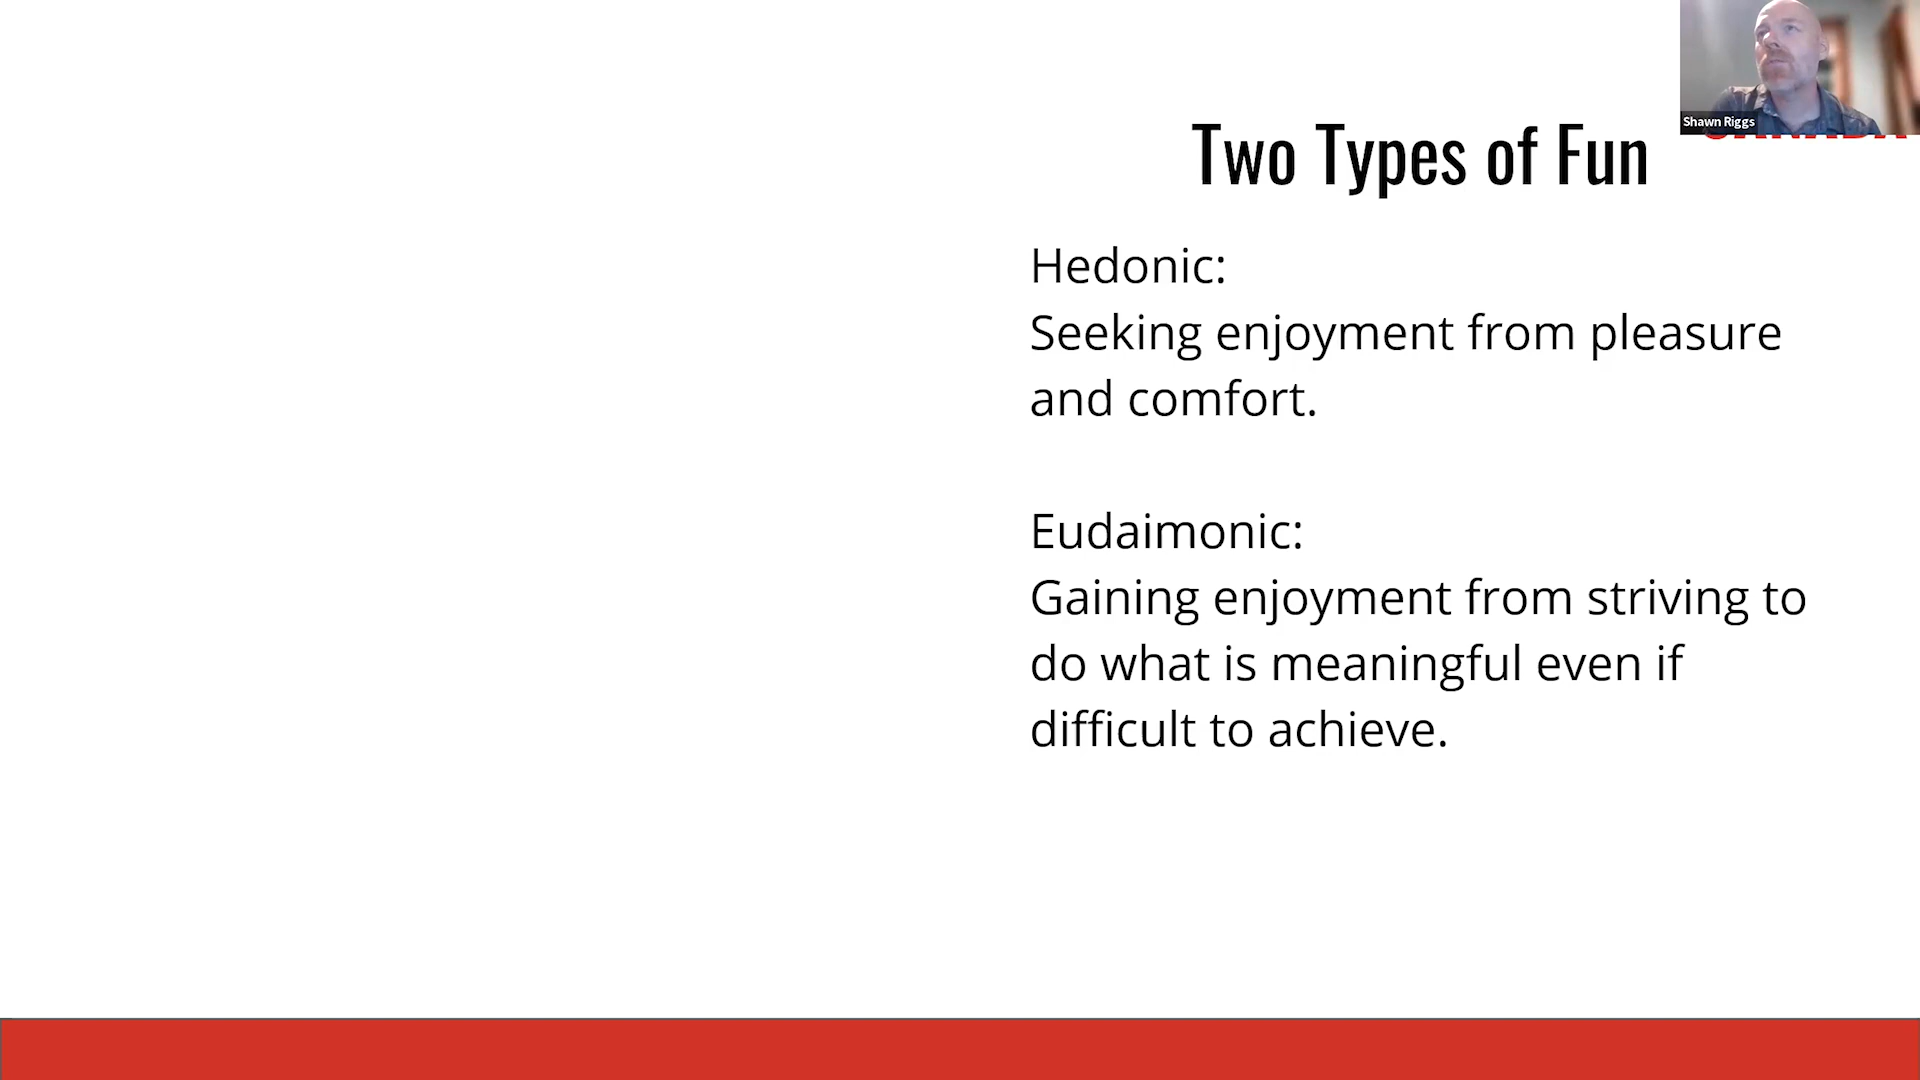 Shawn Riggs
Two Types of Fun
Hedonic:
Seeking enjoyment from pleasure
and comfort.
Eudaimonic:
Gaining enjoyment from striving to
do what is meaningful even if
difficult to achieve.